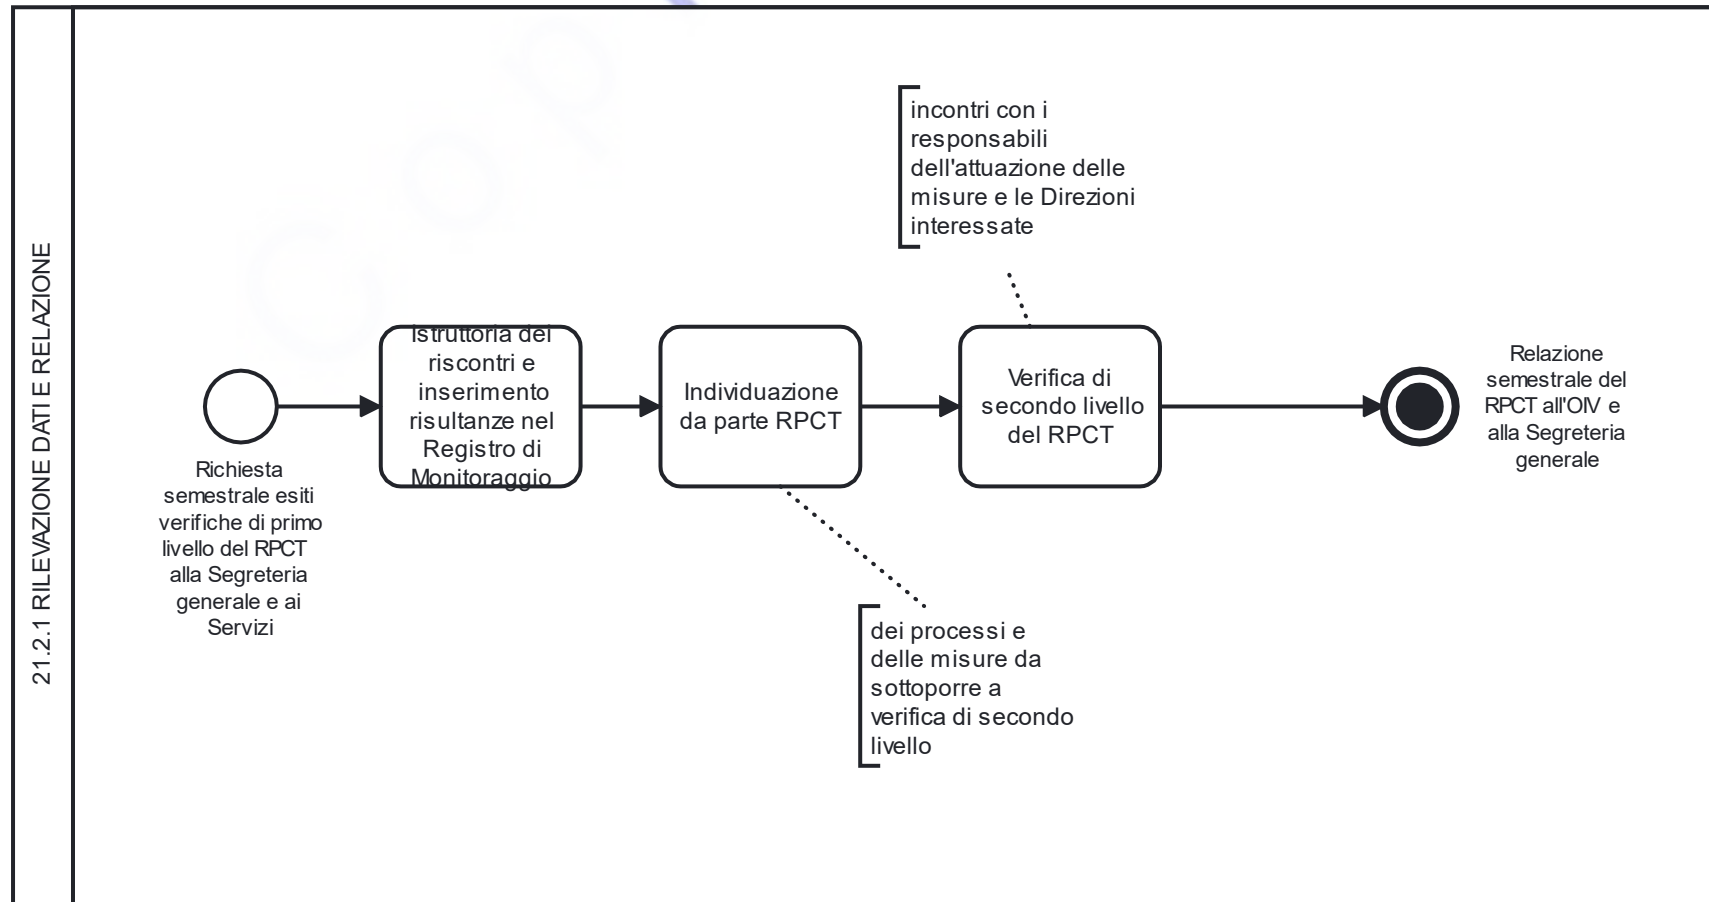 21.2.1 RILEVAZIONE DATI E RELAZIONE
Richiesta
semestrale esiti
verifiche di primo
livello del RPCT
alla Segreteria
generale e ai
Servizi
Istruttoria dei
riscontri e
inserimento
risultanze nel
Registro di
Monitoraggio
Individuazione
da parte RPCT
dei processi e
delle misure da
sottoporre a
verifica di secondo
livello
incontri con i
responsabili
dell'attuazione delle
misure e le Direzioni
interessate
Verifica di
secondo livello
del RPCT
Relazione
semestrale del
RPCT all'OIV e
alla Segreteria
generale